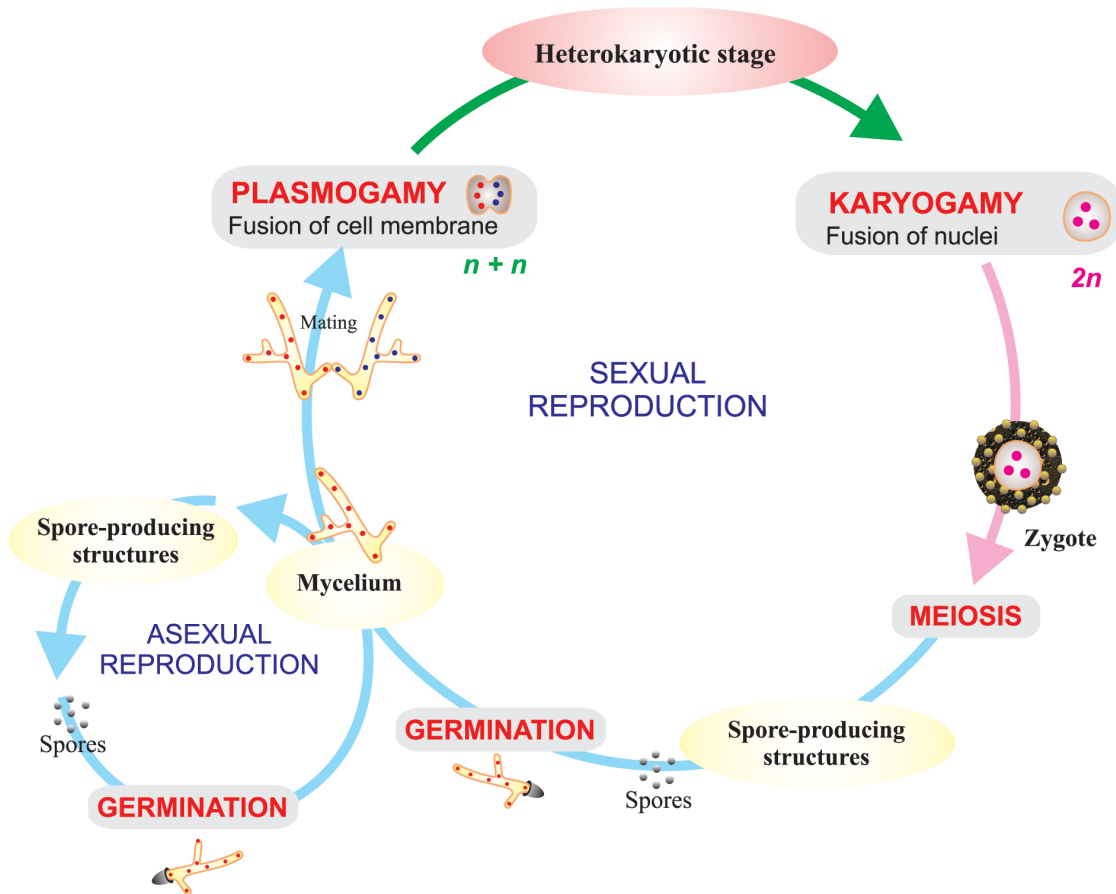 Heterokaryotic stage
PLASMOGAMY
Fusion of cell membrane
n + n
KARYOGAMY
Fusion of nuclei
2n
Mating
SEXUAL
REPRODUCTION
Spore-producing
structures
Zygote
Mycelium
MEIOSIS
ASEXUAL
REPRODUCTION
GERMINATION
Spore-producing
structures
Spores
Spores
GERMINATION